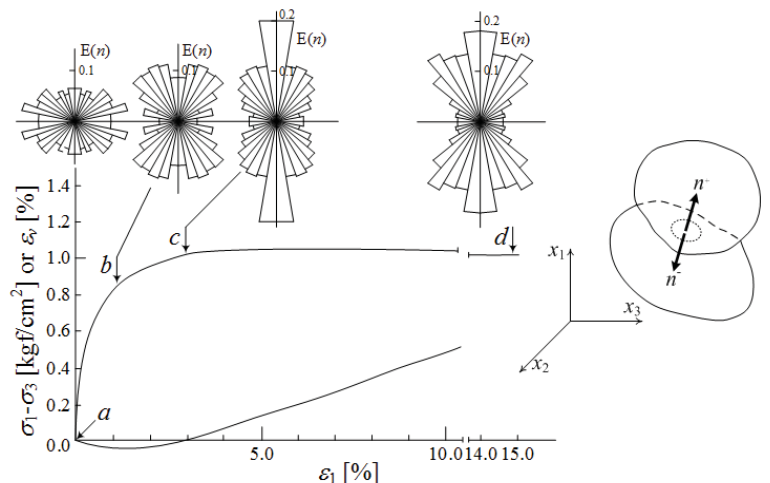 0.2
0.2
E(n)
E(n)
E(n)
E(n)
0.1
0.1
0.1
0.1
1.4
1.2
1.0
0.8
0.6
0.4
0.2
0.0
σ1-σ3 [kgf/cm²] or εv [%]
a
b
c
d
5.0
10.0
14.0
15.0
ε1 [%]
x1
x3
x2
n-
n-